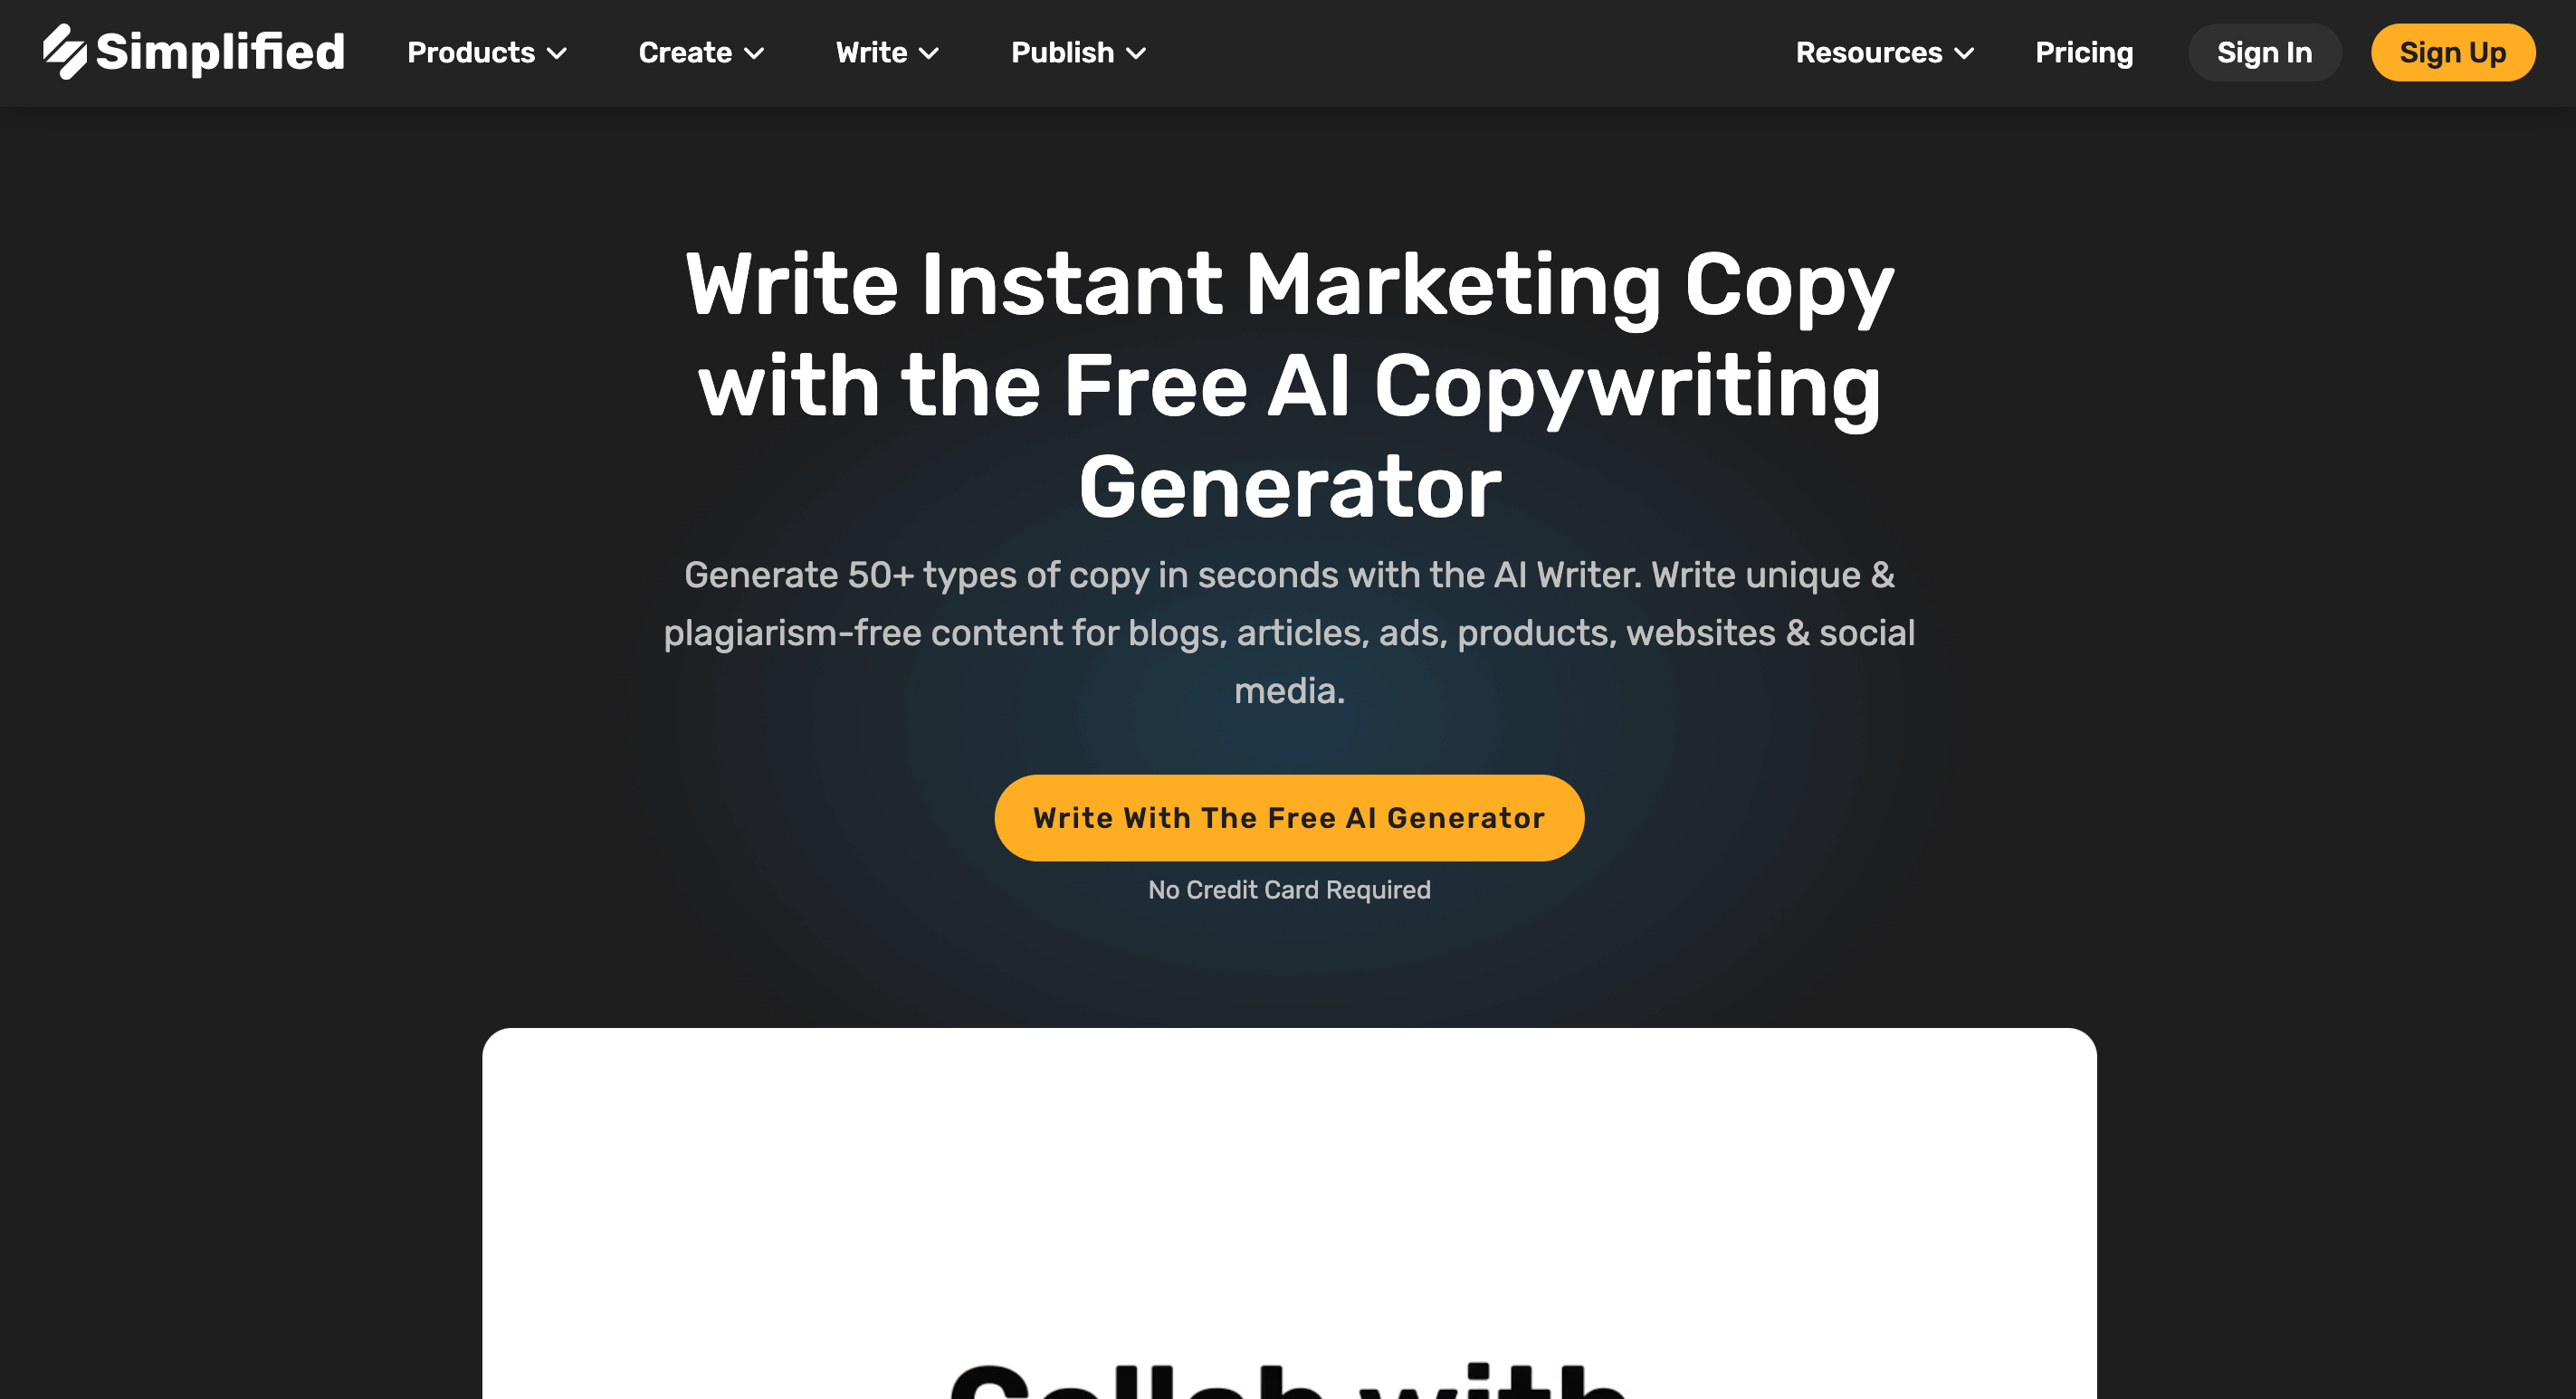 Simplified
Products
Create
Write
Publish
Resources
Pricing
Sign In
Sign Up
Write Instant Marketing Copy
with the Free AI Copywriting
Generator
Generate 50+ types of copy in seconds with the AI Writer. Write unique &
plagiarism-free content for blogs, articles, ads, products, websites & social
media.
Write With The Free AI Generator
No Credit Card Required
Collab with